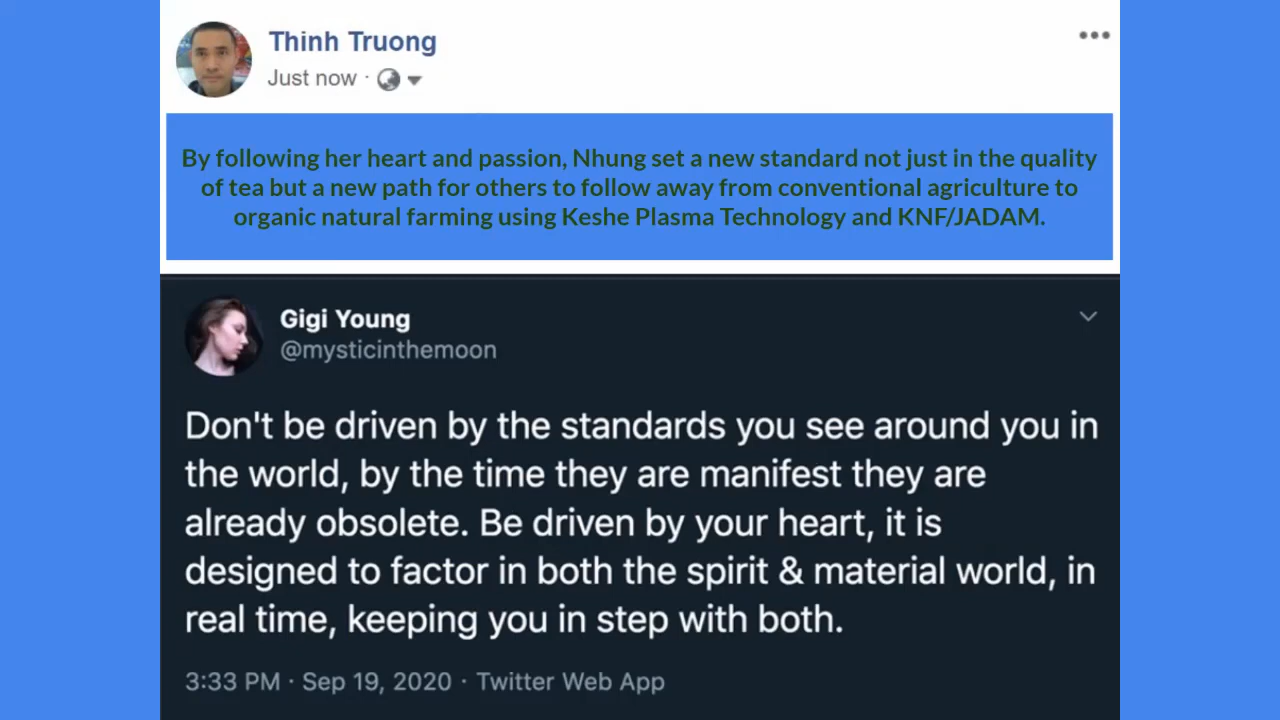 Thinh Truong
Just now ·
By following her heart and passion, Nhung set a new standard not just in the quality
of tea but a new path for others to follow away from conventional agriculture to
organic natural farming using Keshe Plasma Technology and KNF/JADAM.
Gigi Young
@mysticinthemoon
Don't be driven by the standards you see around you in
the world, by the time they are manifest they are
already obsolete. Be driven by your heart, it is
designed to factor in both the spirit & material world, in
real time, keeping you in step with both.
3:33 PM · Sep 19, 2020 · Twitter Web App